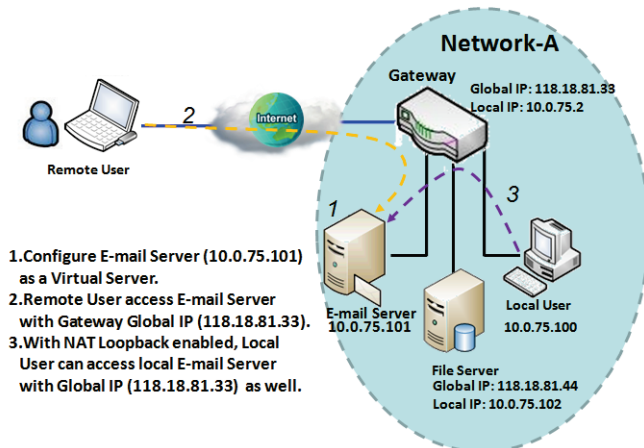 Network-A
Gateway
Global IP: 118.18.81.33
Local IP: 10.0.75.2
2
Internet
Remote User
1
3
E-mail Server
10.0.75.101
Local User
10.0.75.100
File Server
Global IP: 118.18.81.44
Local IP: 10.0.75.102
1.Configure E-mail Server (10.0.75.101)
as a Virtual Server.
2.Remote User access E-mail Server
with Gateway Global IP (118.18.81.33).
3.With NAT Loopback enabled, Local
User can access local E-mail Server
with Global IP (118.18.81.33) as well.